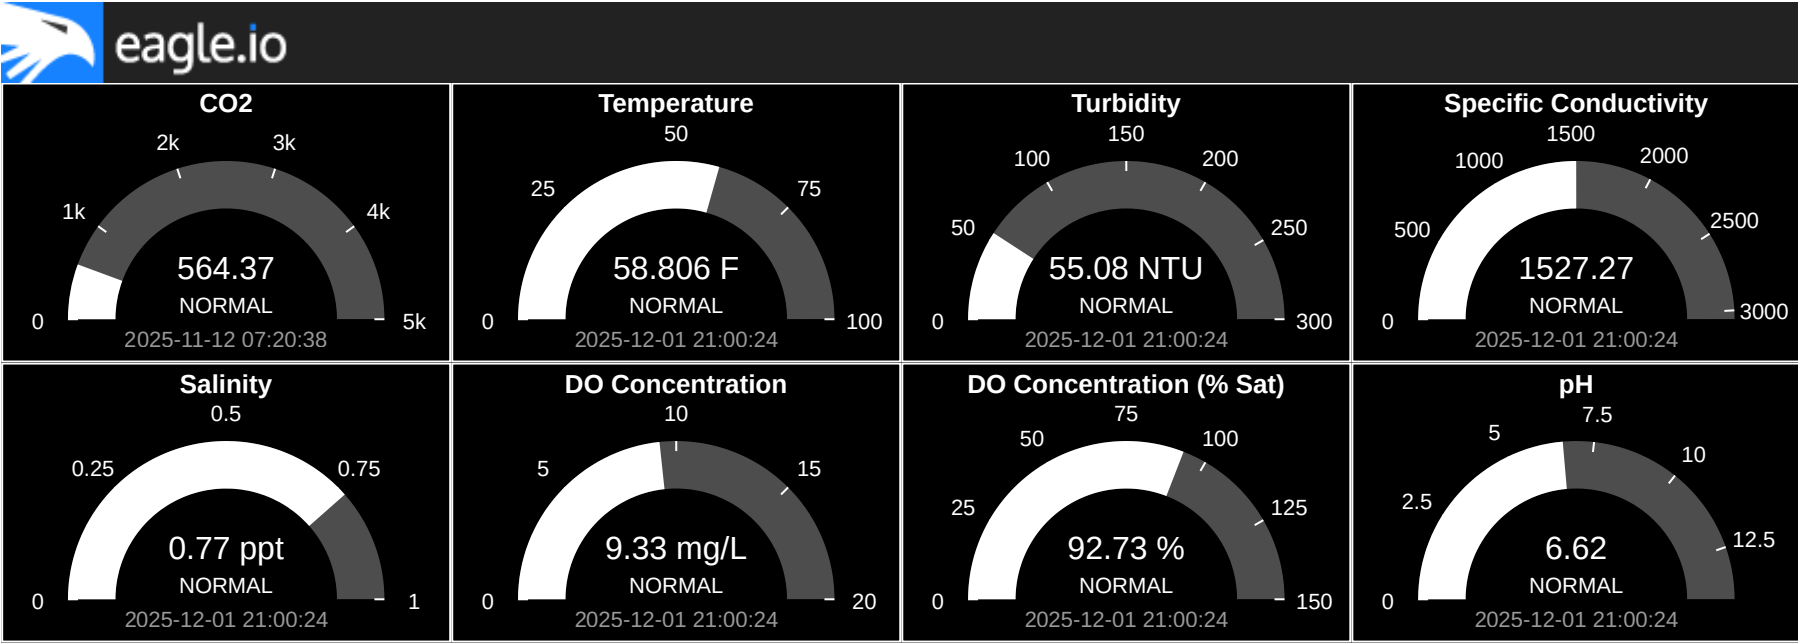 eagle.io
CO2
0
1k
2k
3k
4k
5k
564.37
NORMAL
2025-11-12 07:20:38
Temperature
0
25
50
75
100
58.806 F
NORMAL
2025-12-01 21:00:24
Turbidity
0
50
100
150
200
250
300
55.08 NTU
NORMAL
2025-12-01 21:00:24
Specific Conductivity
0
500
1000
1500
2000
2500
3000
1527.27
NORMAL
2025-12-01 21:00:24
Salinity
0
0.25
0.5
0.75
1
0.77 ppt
NORMAL
2025-12-01 21:00:24
DO Concentration
0
5
10
15
20
9.33 mg/L
NORMAL
2025-12-01 21:00:24
DO Concentration (% Sat)
0
25
50
75
100
125
150
92.73 %
NORMAL
2025-12-01 21:00:24
pH
0
2.5
5
7.5
10
12.5
6.62
NORMAL
2025-12-01 21:00:24